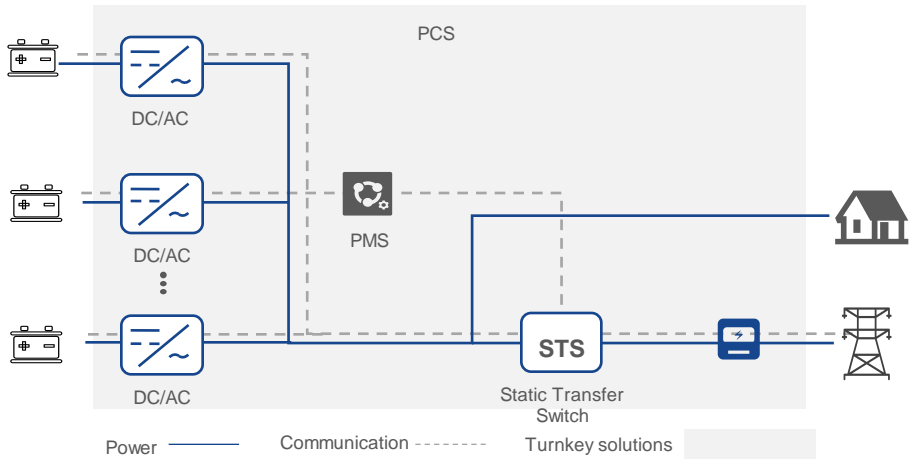 PCS
DC/AC
PMS
DC/AC
DC/AC
STS
Static Transfer
Switch
Power
Communication
Turnkey solutions